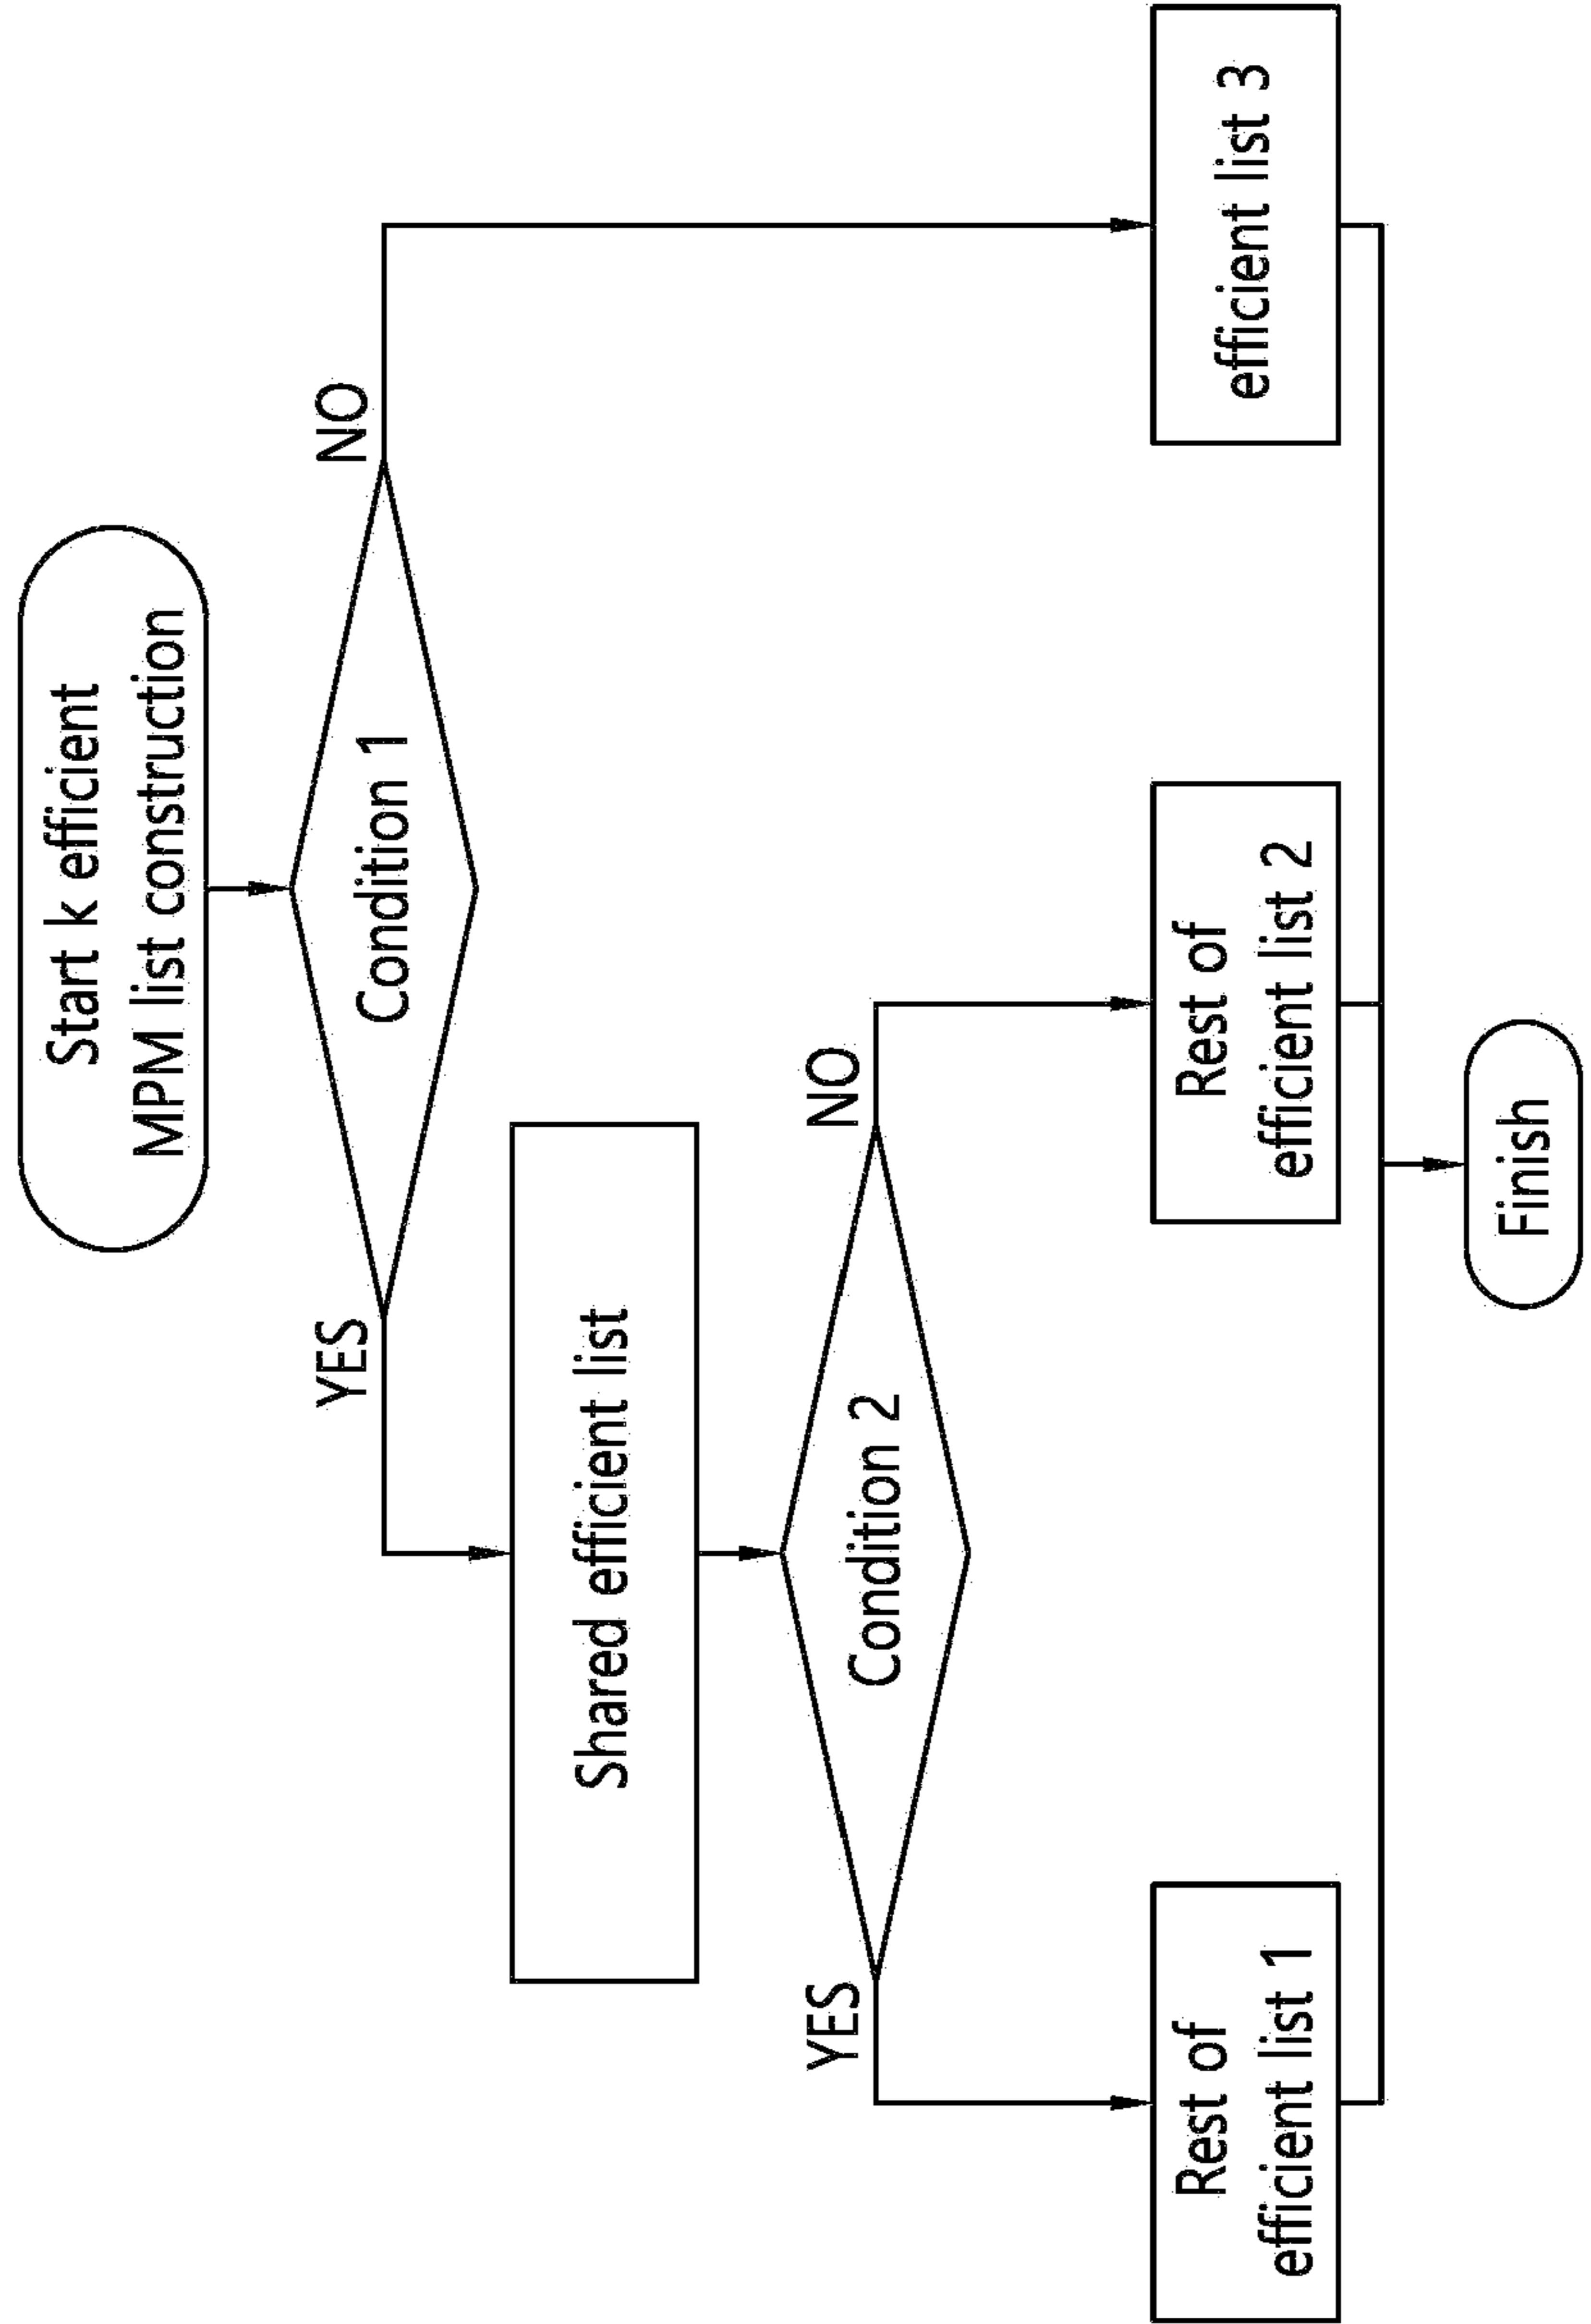 Start k efficient
MPM list construction
Condition 1
YES
NO
Shared efficient list
Condition 2
YES
NO
Rest of
efficient list 1
Rest of
efficient list 2
efficient list 3
Finish